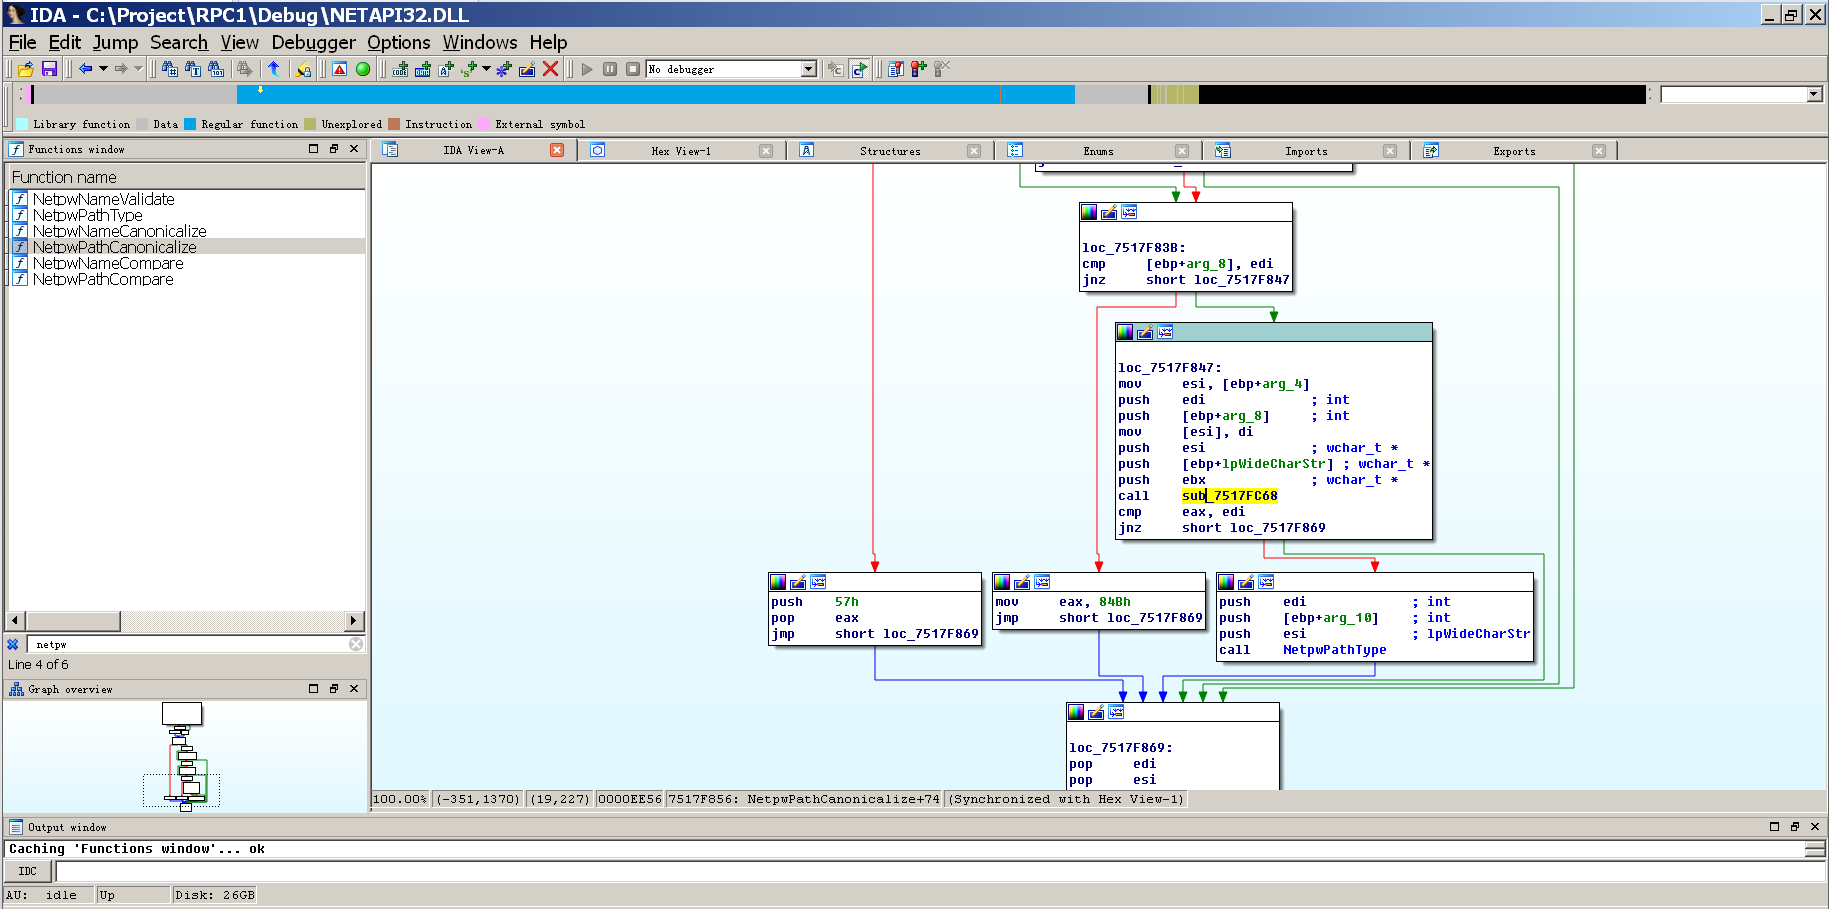 IDA - C:\Project\RPC1\Debug\NETAPI32.DLL
File Edit Jump Search View Debugger Options Windows Help
No debugger
Library function Data Regular function Unexplored Instruction External symbol
Functions window
IDA View-A Hex View-1 Structures Enums Imports Exports
Function name
NetpwNameValidate
NetpwPathType
NetpwNameCanonicalize
NetpwPathCanonicalize
NetpwNameCompare
NetpwPathCompare
netpw
Line 4 of 6
Graph overview
loc_7517F83B:
cmp [ebp+arg_8], edi
jnz short loc_7517F847
loc_7517F847:
mov esi, [ebp+arg_4]
push edi ; int
push [ebp+arg_8] ; int
mov [esi], di
push esi ; wchar_t *
push [ebp+lpWideCharStr] ; wchar_t *
push ebx ; wchar_t *
call sub_7517FC68
cmp eax, edi
jnz short loc_7517F869
push 57h
pop eax
jmp short loc_7517F869
mov eax, 84Bh
jmp short loc_7517F869
push edi ; int
push [ebp+arg_10] ; int
push esi ; lpWideCharStr
call NetpwPathType
loc_7517F869:
pop edi
pop esi
100.00% (-351,1370) (19,227) 0000EE56 7517F856: NetpwPathCanonicalize+74 (Synchronized with Hex View-1)
Output window
Caching 'Functions window'... ok
IDC
AU: idle Up Disk: 26GB